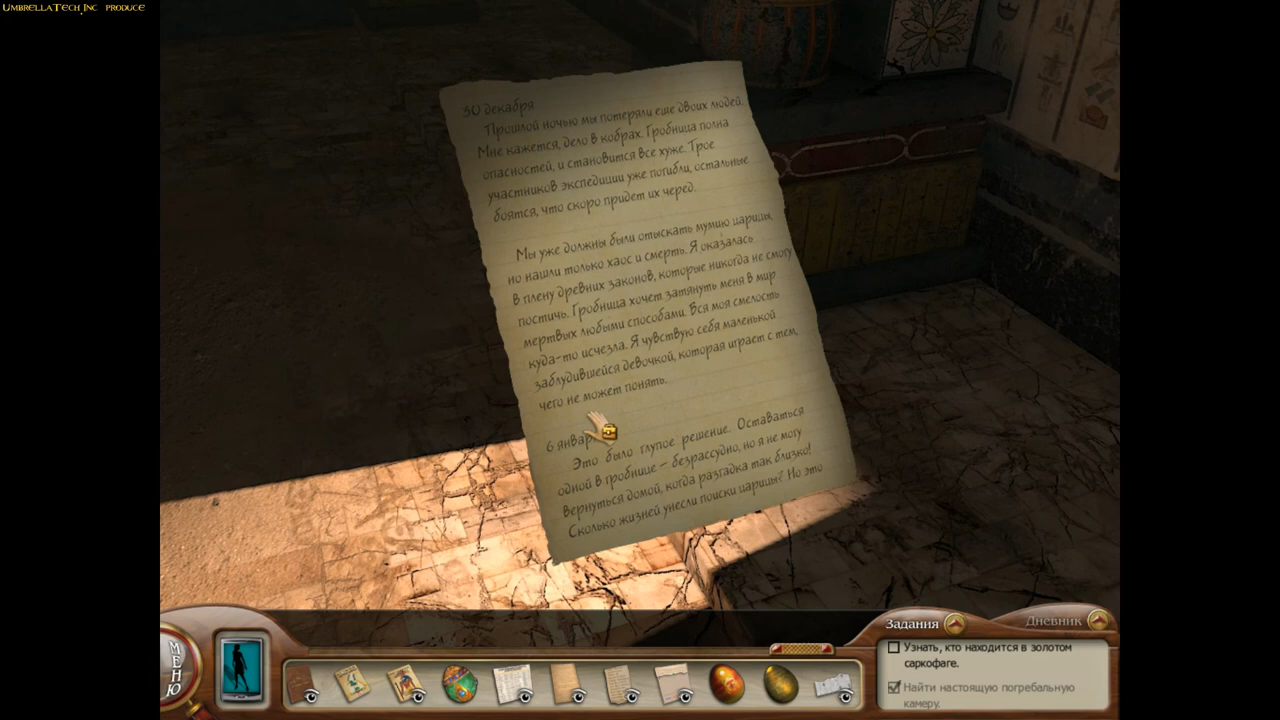 UmbrellaTech Inc produce
30 декабря
Прошлой ночью мы потеряли еще двоих людей.
Мне кажется, дело в кобрах. Гробница полна
опасностей, и становится все хуже. Трое
участников экспедиции уже погибли, остальные
боятся, что скоро придет их черед.
Мы уже должны были отыскать мумию царицы,
но нашли только хаос и смерть. Я оказалась
в плену древних законов, которые никогда не смогу
постичь. Гробница хочет затянуть меня в мир
мертвых любыми способами. Вся моя смелость
куда-то исчезла. Я чувствую себя маленькой
заблудившейся девочкой, которая играет с тем,
чего не может понять.
6 январ
Это было глупое решение. Оставаться
одной в гробнице – безрассудно, но я не могу
вернуться домой, когда разгадка так близко!
Сколько жизней унесли поиски царицы? Но это
МЕНЮ
Задания
Дневник
Узнать, кто находится в золотом
саркофаге.
Найти настоящую погребальную
камеру.